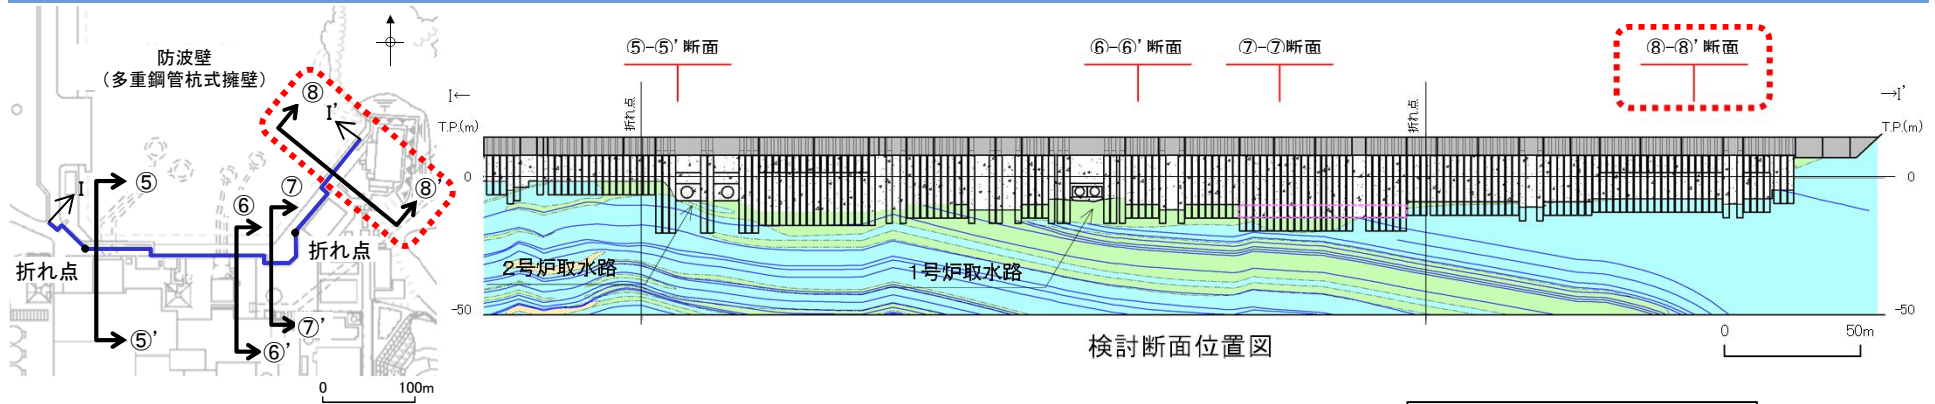 防波壁
(多重鋼管杭式擁壁)
⑧
I'
I
⑤
⑦
⑧'
⑥
折れ点
折れ点
⑤'
⑦'
⑥'
0 100m
⑤-⑤' 断面
⑥-⑥' 断面
⑦-⑦断面
⑧-⑧' 断面
I←
→I'
折れ点
折れ点
T.P.(m)
T.P.(m)
0
0
2号炉取水路
1号炉取水路
-50
-50
検討断面位置図
0 50m